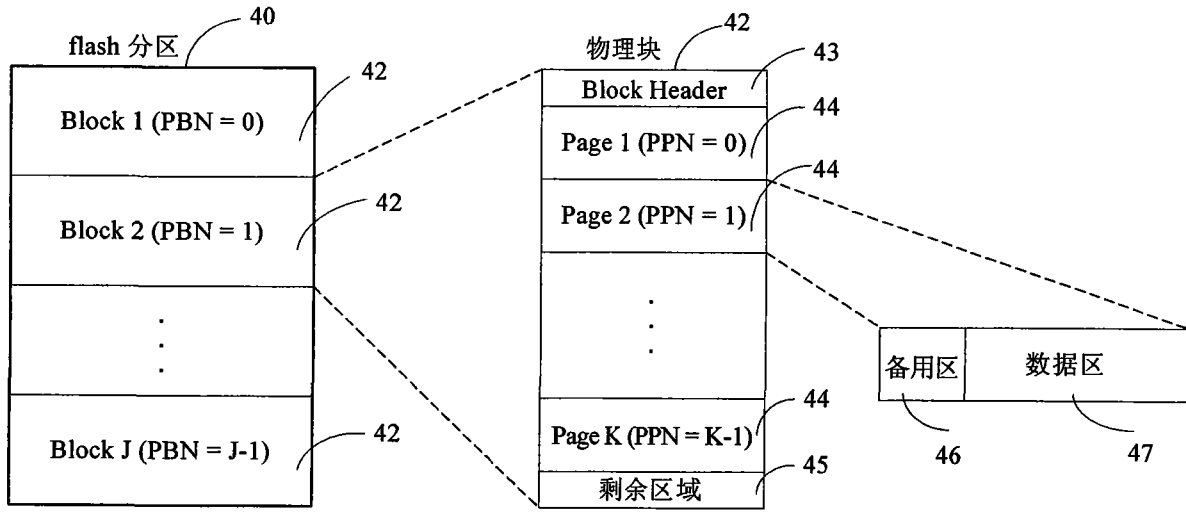 40
flash 分区
42
Block 1 (PBN = 0)
42
Block 2 (PBN = 1)
42
Block J (PBN = J-1)
物理块
42
43
Block Header
44
Page 1 (PPN = 0)
44
Page 2 (PPN = 1)
44
Page K (PPN = K-1)
45
剩余区域
备用区
数据区
46
47